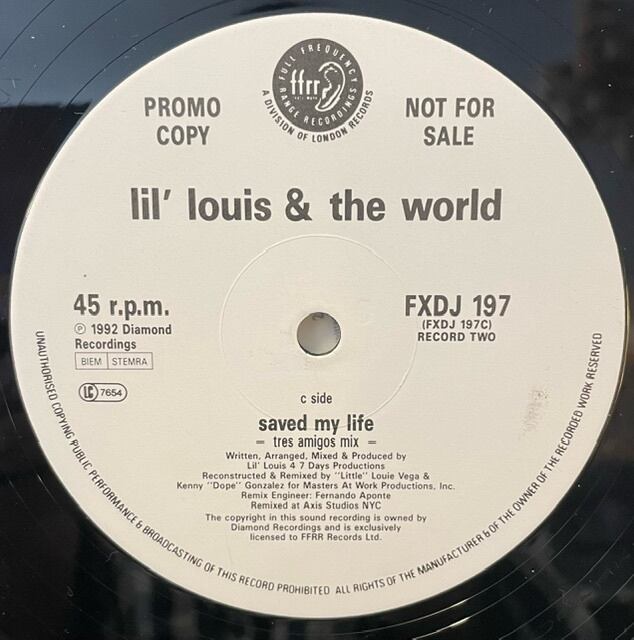 FULL FREQUENCY
ffrr
RANGE RECORDINGS
A DIVISION OF LONDON RECORDS
PROMO
COPY
NOT FOR
SALE
lil' louis & the world
45 r.p.m.
℗ 1992 Diamond
Recordings
BIEM STEMRA
LC 7654
FXDJ 197
(FXDJ 197C)
RECORD TWO
c side
saved my life
= tres amigos mix =
Written, Arranged, Mixed & Produced by
Lil' Louis 4 7 Days Productions
Reconstructed & Remixed by "Little" Louie Vega &
Kenny "Dope" Gonzalez for Masters At Work Productions, Inc.
Remix Engineer: Fernando Aponte
Remixed at Axis Studios NYC
The copyright in this sound recording is owned by
Diamond Recordings and is exclusively
licensed to FFRR Records Ltd.
UNAUTHORISED COPYING PUBLIC PERFORMANCE & BROADCASTING OF THIS RECORD PROHIBITED ALL RIGHTS OF THE MANUFACTURER & OF THE OWNER OF THE RECORDED WORK RESERVED